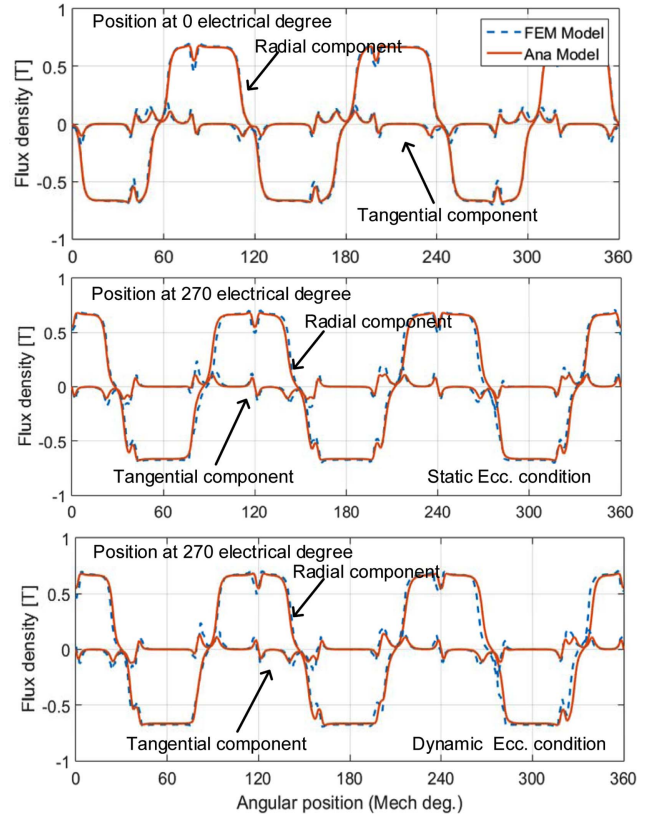 Position at 0 electrical degree
Radial component
FEM Model
Ana Model
Tangential component
Flux density [T]
1
0.5
0
-0.5
-1
0 60 120 180 240 300 360
Position at 270 electrical degree
Radial component
Tangential component
Static Ecc. condition
Flux density [T]
1
0.5
0
-0.5
-1
0 60 120 180 240 300 360
Position at 270 electrical degree
Radial component
Tangential component
Dynamic Ecc. condition
Flux density [T]
1
0.5
0
-0.5
-1
0 60 120 180 240 300 360
Angular position (Mech deg.)